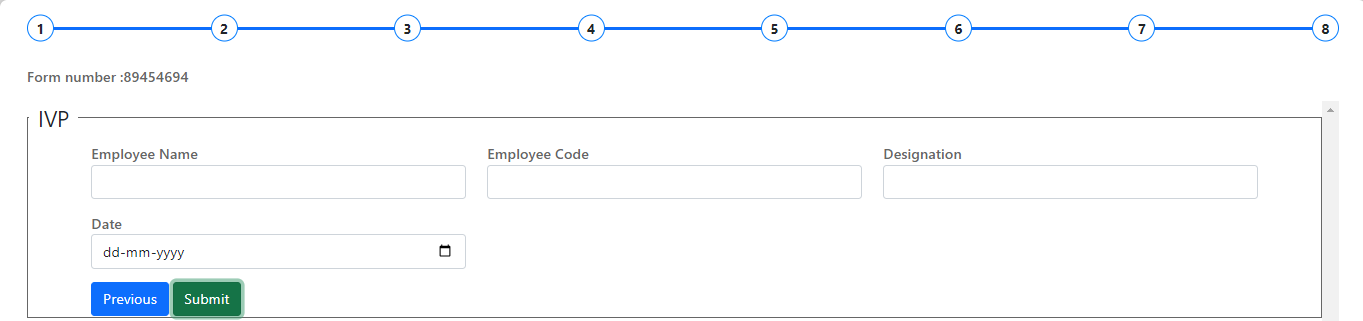 1 2 3 4 5 6 7 8
Form number :89454694
IVP
Employee Name Employee Code Designation
Date
dd-mm-yyyy
Previous Submit